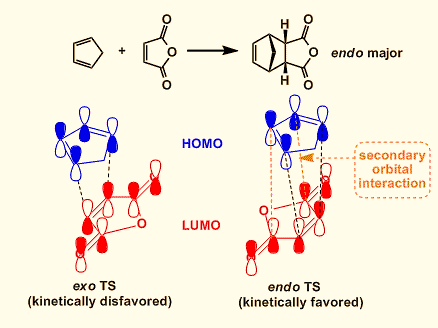 +
O
O
O
H
H
O
O
O
endo major
HOMO
LUMO
secondary
orbital
interaction
O
O
O
O
O
O
exo TS
(kinetically disfavored)
endo TS
(kinetically favored)